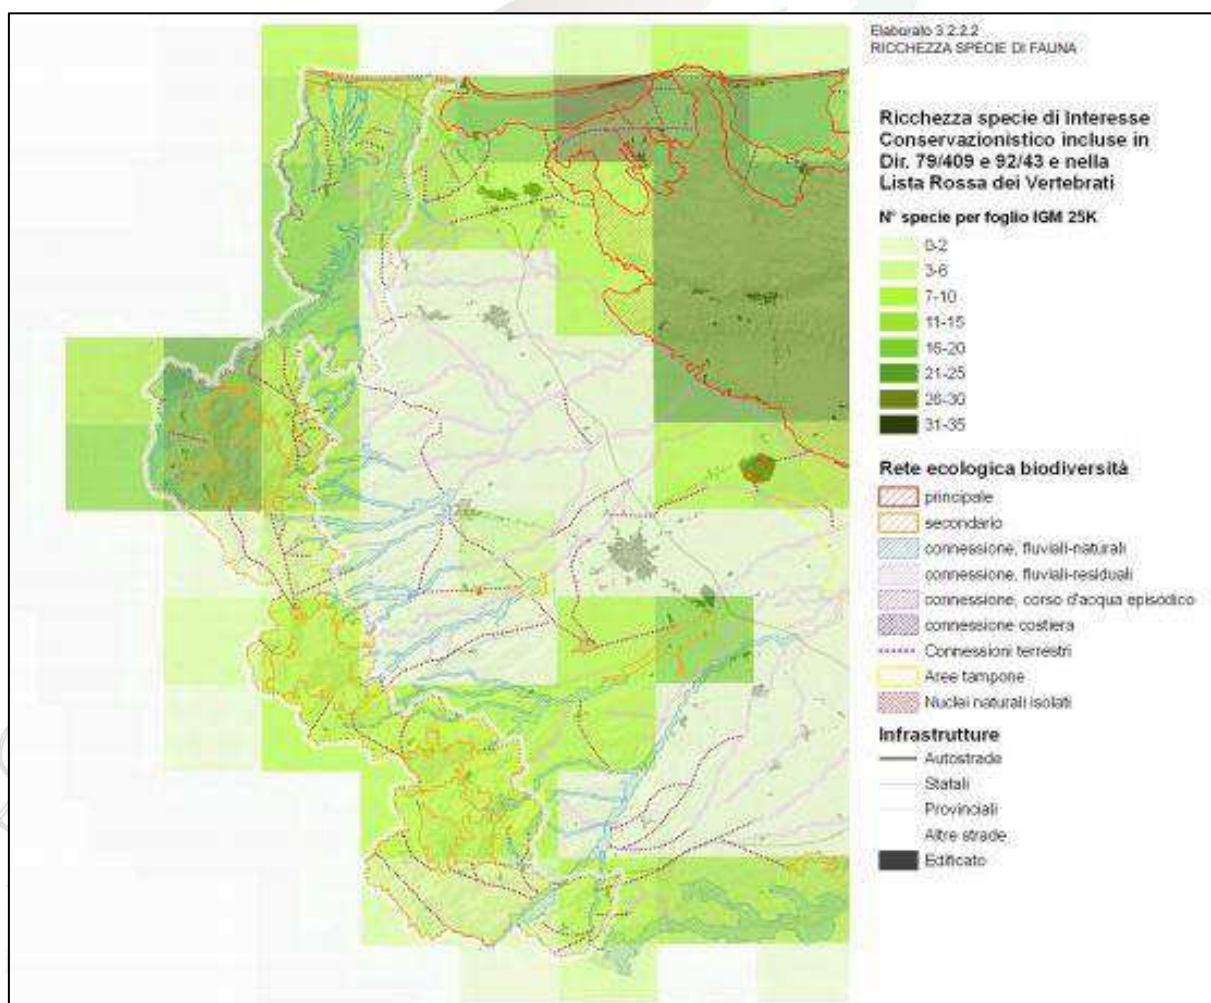 Elaborato 3.2.2.2
RICCHEZZA SPECIE DI FAUNA
Ricchezza specie di Interesse
Conservazionistico incluse in
Dir. 79/409 e 92/43 e nella
Lista Rossa dei Vertebrati
N° specie per foglio IGM 25K
0-2
3-6
7-10
11-15
16-20
21-25
26-30
31-35
Rete ecologica biodiversità
principale
secondario
connessione, fluviali-naturali
connessione, fluviali-residuali
connessione, corso d'acqua episodico
connessione costiera
Connessioni terrestri
Aree tampone
Nuclei naturali isolati
Infrastrutture
Autostrade
Statali
Provinciali
Altre strade
Edificato